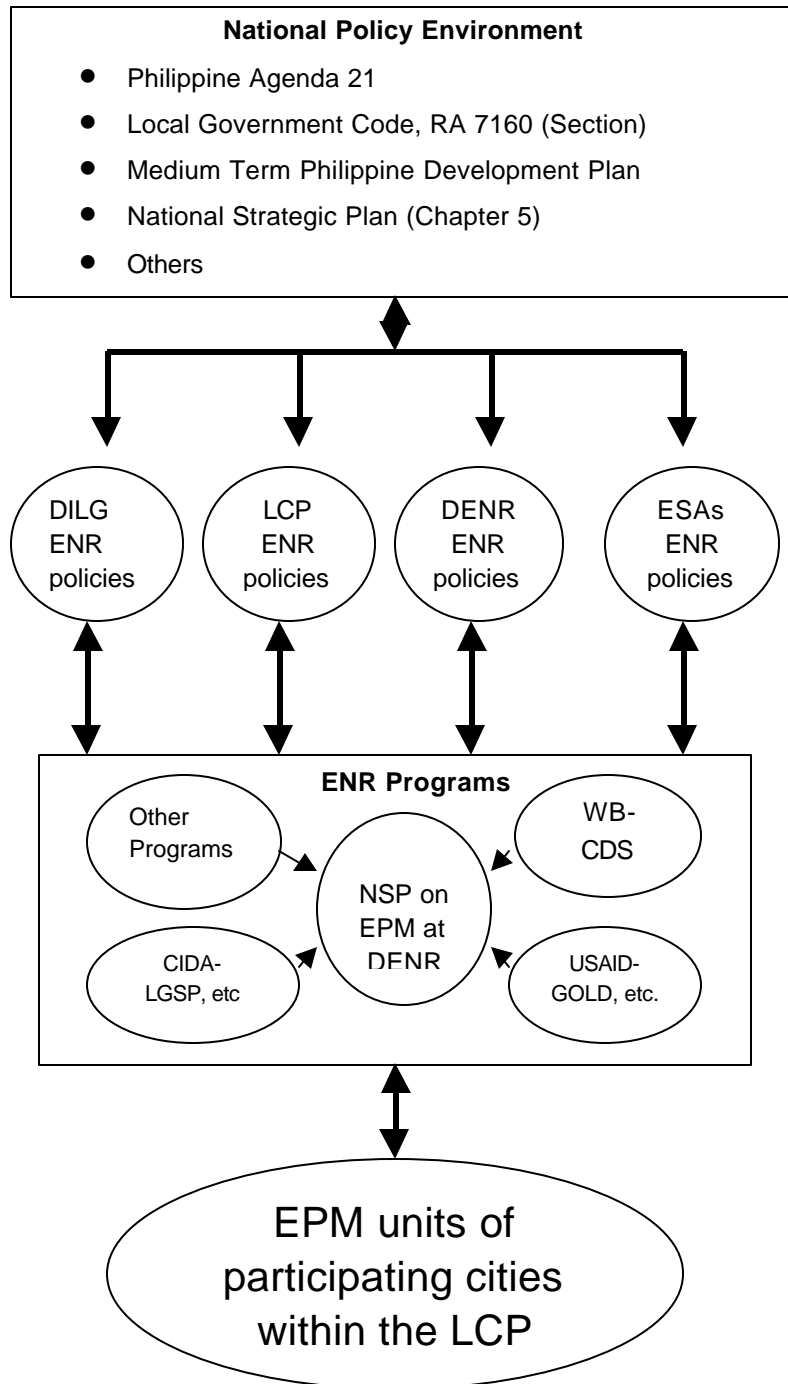 National Policy Environment
● Philippine Agenda 21
● Local Government Code, RA 7160 (Section)
● Medium Term Philippine Development Plan
● National Strategic Plan (Chapter 5)
● Others
DILG
ENR
policies
LCP
ENR
policies
DENR
ENR
policies
ESAs
ENR
policies
ENR Programs
Other
Programs
WB-
CDS
NSP on
EPM at
DENR
CIDA-
LGSP, etc
USAID-
GOLD, etc.
EPM units of
participating cities
within the LCP